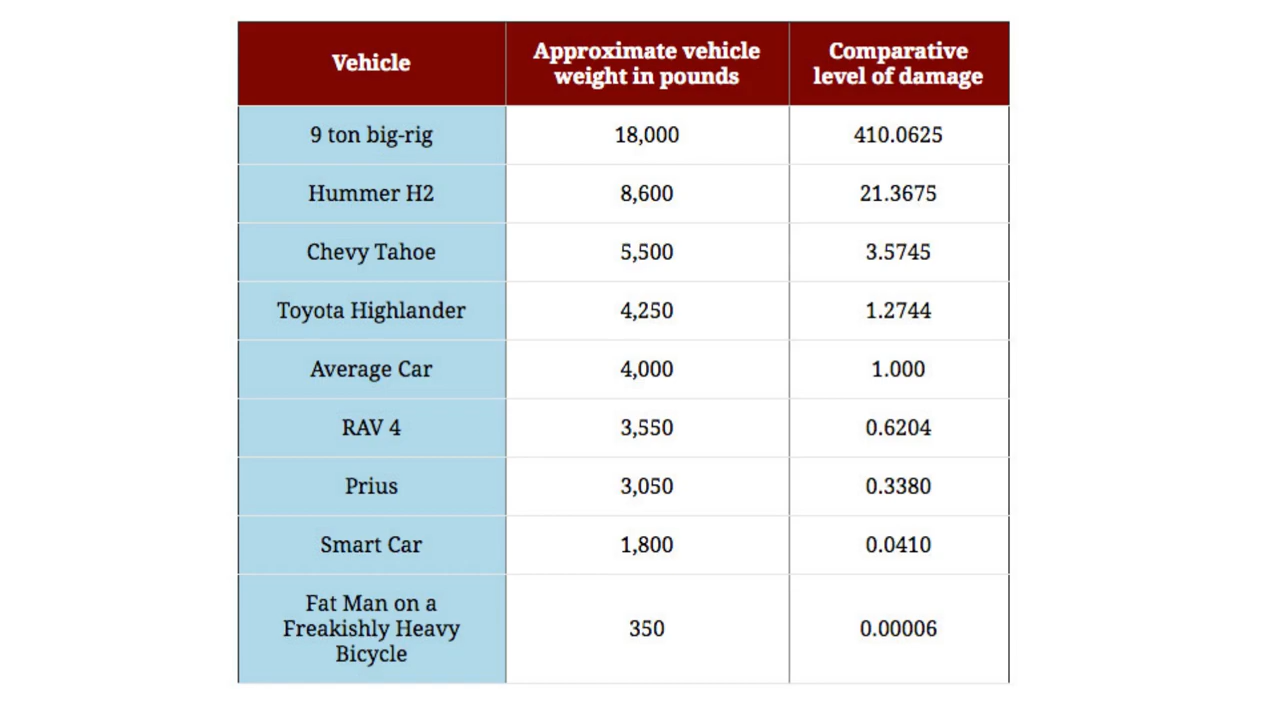 Vehicle
Approximate vehicle
weight in pounds
Comparative
level of damage
9 ton big-rig
18,000
410.0625
Hummer H2
8,600
21.3675
Chevy Tahoe
5,500
3.5745
Toyota Highlander
4,250
1.2744
Average Car
4,000
1.000
RAV 4
3,550
0.6204
Prius
3,050
0.3380
Smart Car
1,800
0.0410
Fat Man on a
Freakishly Heavy
Bicycle
350
0.00006